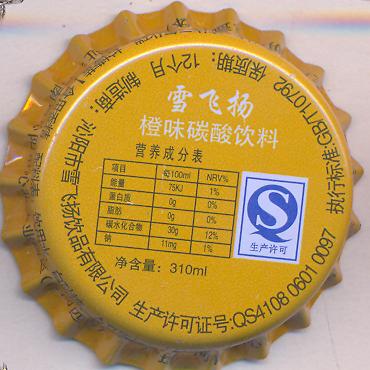 雪飞扬
橙味碳酸饮料
营养成分表
项目 每100ml NRV%
能量 75KJ 1%
蛋白质 0g 0%
脂肪 0g 0%
碳水化合物 30g 12%
钠 11mg 1%
净含量：310ml
QS
生产许可
制造商：沁阳市雪飞扬饮品有限公司
生产许可证号:QS4108 0601 0097
执行标准:GB/T10792
保质期：12个月